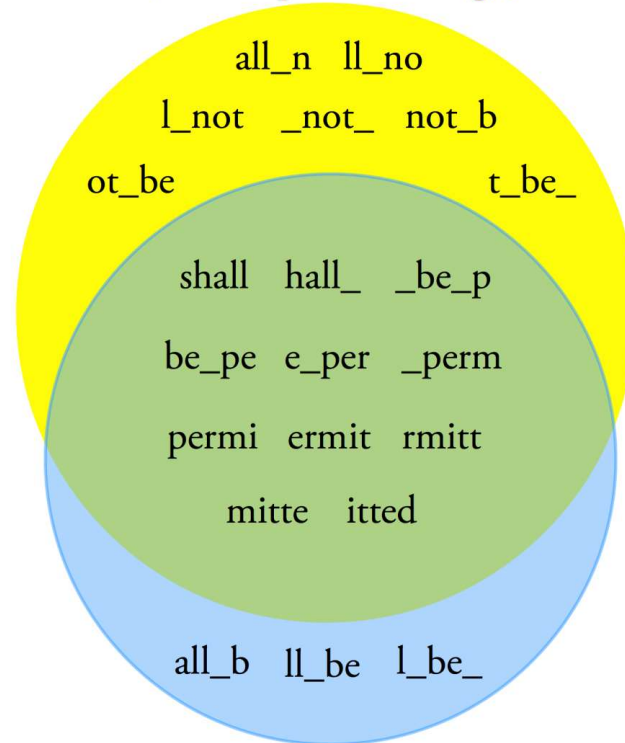 all_n ll_no
l_not _not_ not_b
ot_be t_be_
shall hall_ _be_p
be_pe e_per _perm
permi ermit rmitt
mitte itted
all_b ll_be l_be_